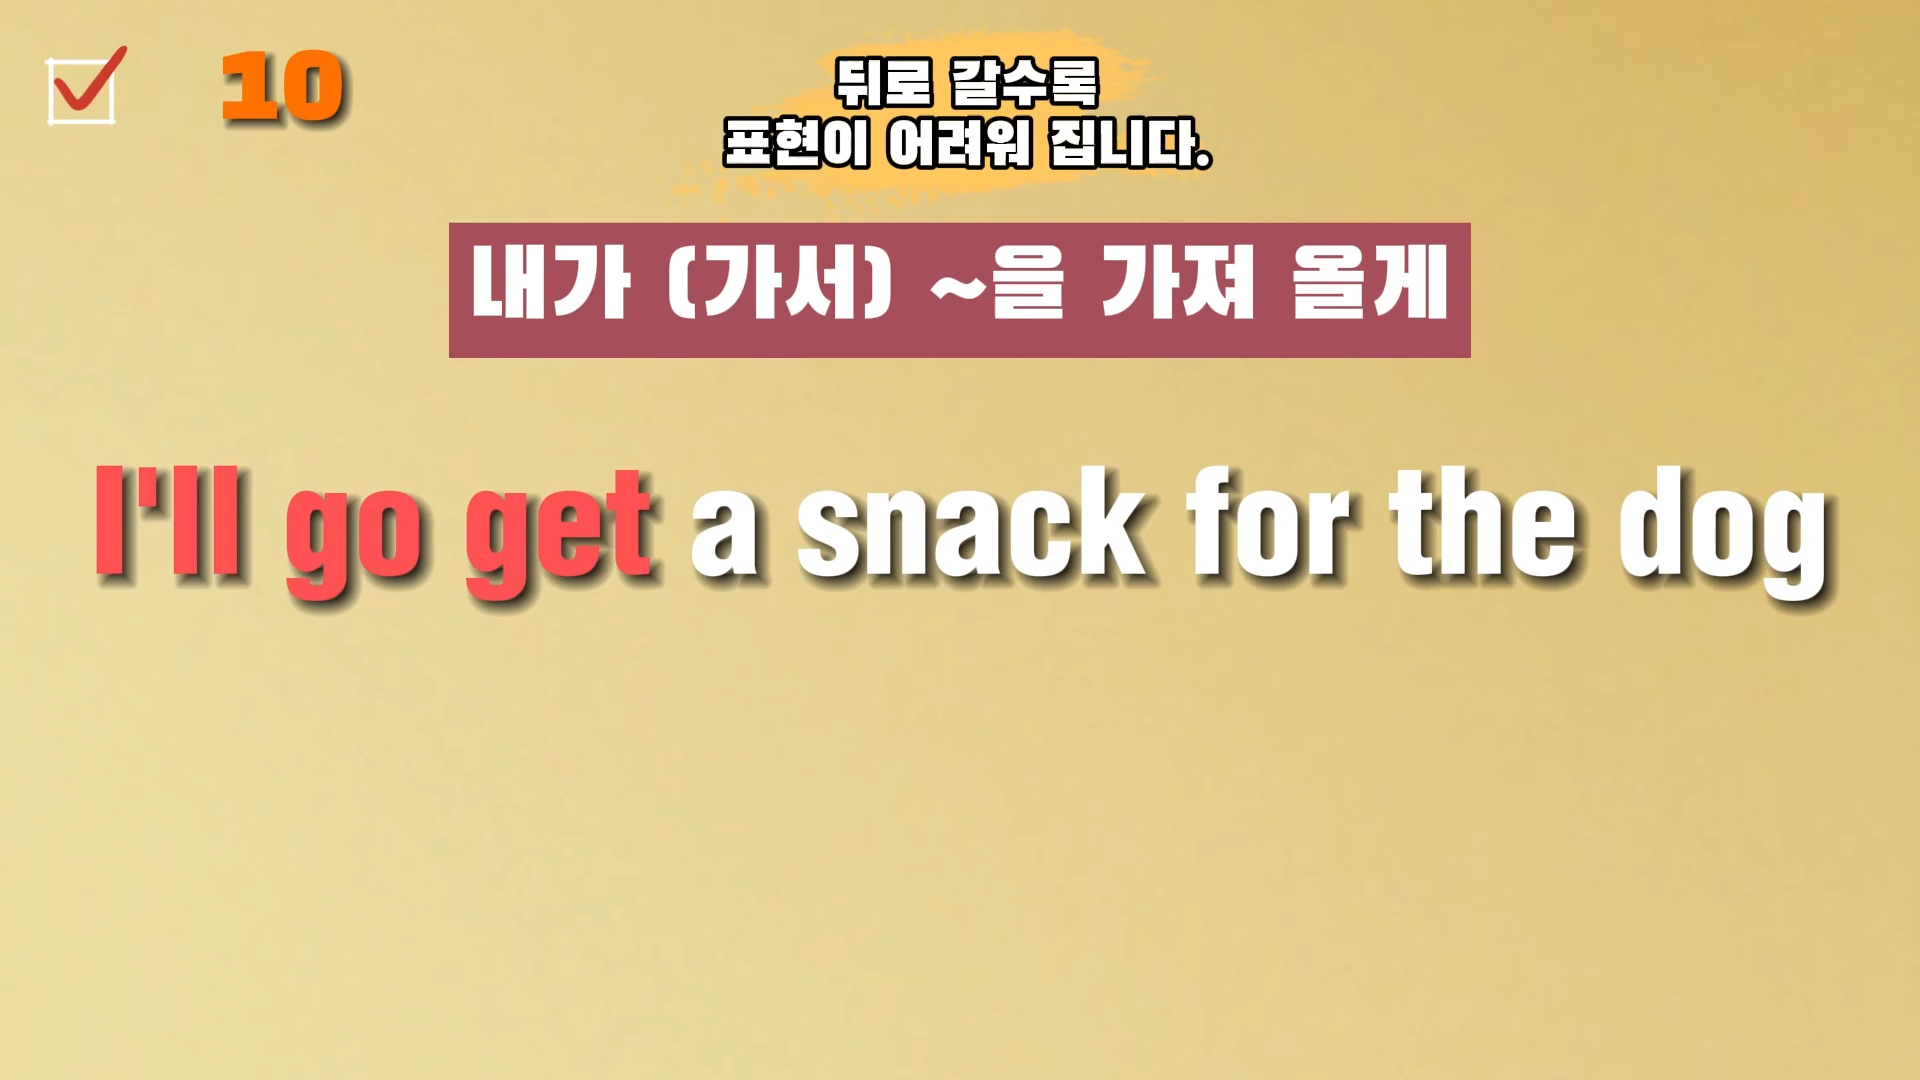 10
뒤로 갈수록
표현이 어려워 집니다.
내가 (가서) ~을 가져 올게
I'll go get a snack for the dog